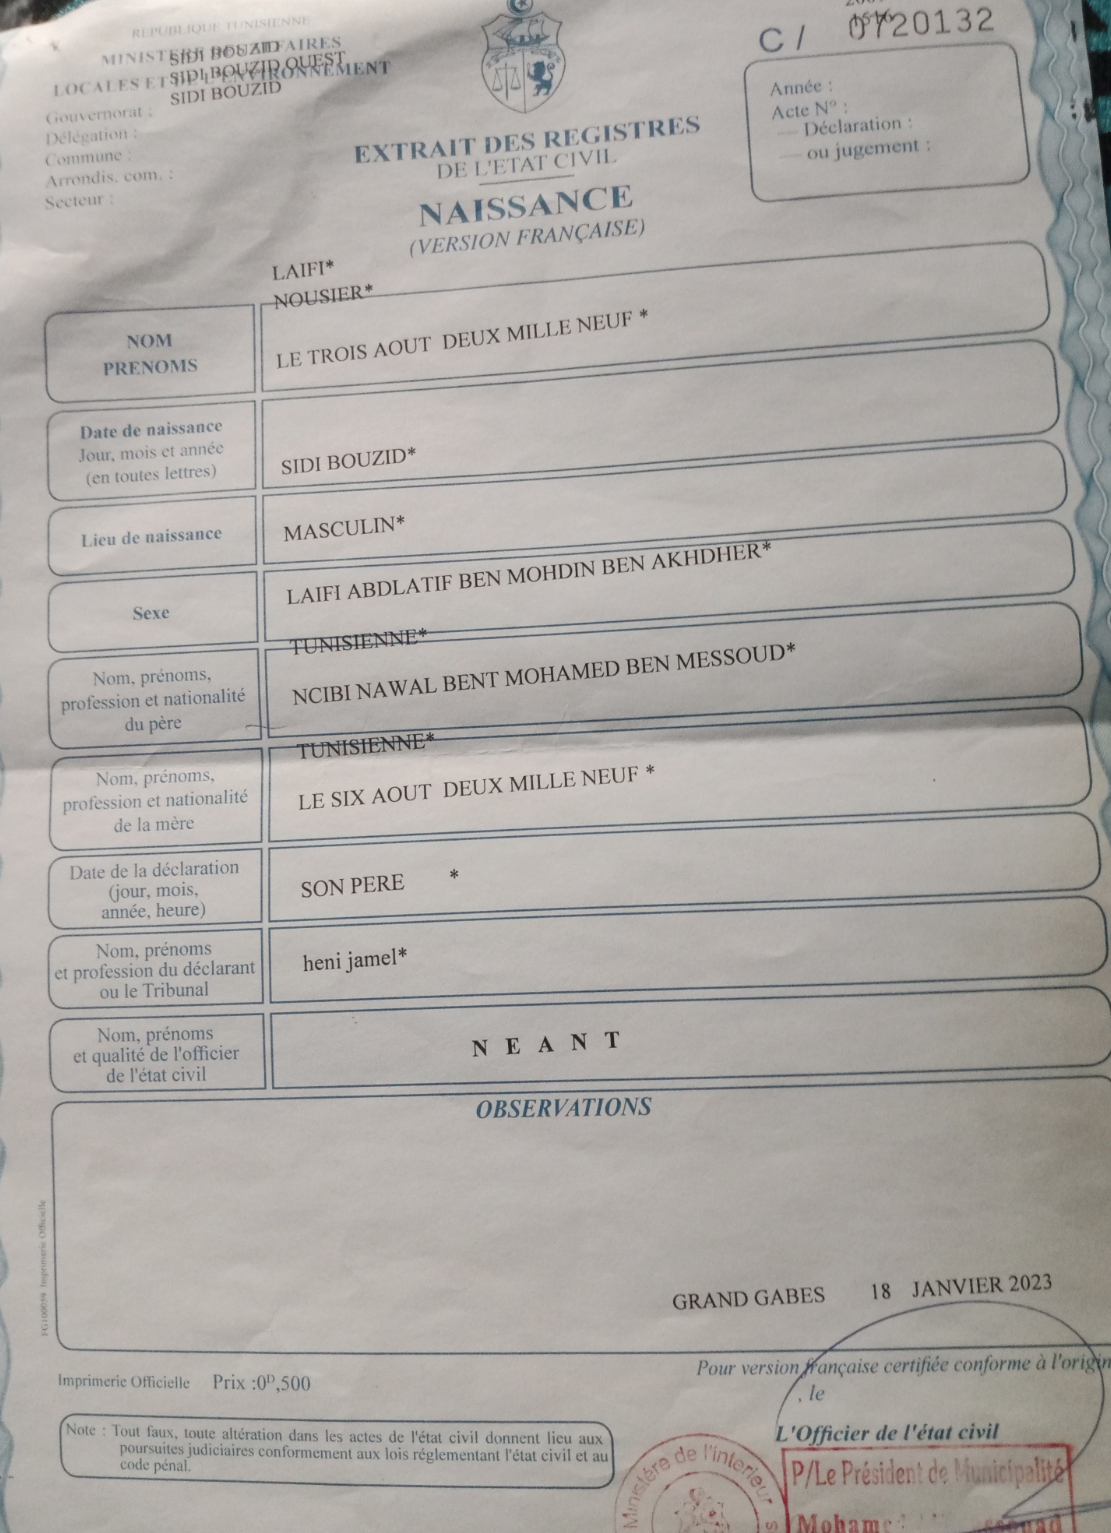 REPUBLIQUE TUNISIENNE
MINISTERE DES AFFAIRES
LOCALES ET DE L'ENVIRONNEMENT
SIDI BOUZID
SIDI BOUZID OUEST
SIDI BOUZID
Gouvernorat :
Délégation :
Commune :
Arrondis. com. :
Secteur :
C / 0720132
Année :
Acte N° :
— Déclaration :
— ou jugement :
EXTRAIT DES REGISTRES
DE L'ETAT CIVIL
NAISSANCE
(VERSION FRANÇAISE)
LAIFI*
NOUSIER*
NOM
PRENOMS
LE TROIS AOUT DEUX MILLE NEUF *
Date de naissance
Jour, mois et année
(en toutes lettres)
SIDI BOUZID*
Lieu de naissance
MASCULIN*
Sexe
LAIFI ABDLATIF BEN MOHDIN BEN AKHDHER*
TUNISIENNE*
Nom, prénoms,
profession et nationalité
du père
NCIBI NAWAL BENT MOHAMED BEN MESSOUD*
TUNISIENNE*
Nom, prénoms,
profession et nationalité
de la mère
LE SIX AOUT DEUX MILLE NEUF *
Date de la déclaration
(jour, mois,
année, heure)
SON PERE *
Nom, prénoms
et profession du déclarant
ou le Tribunal
heni jamel*
Nom, prénoms
et qualité de l'officier
de l'état civil
N E A N T
OBSERVATIONS
GRAND GABES 18 JANVIER 2023
FG100059 Imprimerie Officielle
Imprimerie Officielle Prix :0ᴰ,500
Pour version française certifiée conforme à l'origin
, le
L'Officier de l'état civil
Note : Tout faux, toute altération dans les actes de l'état civil donnent lieu aux
poursuites judiciaires conformement aux lois réglementant l'état civil et au
code pénal.
Ministère de l'interieur
P/Le Président de Municipalité
Mohamed